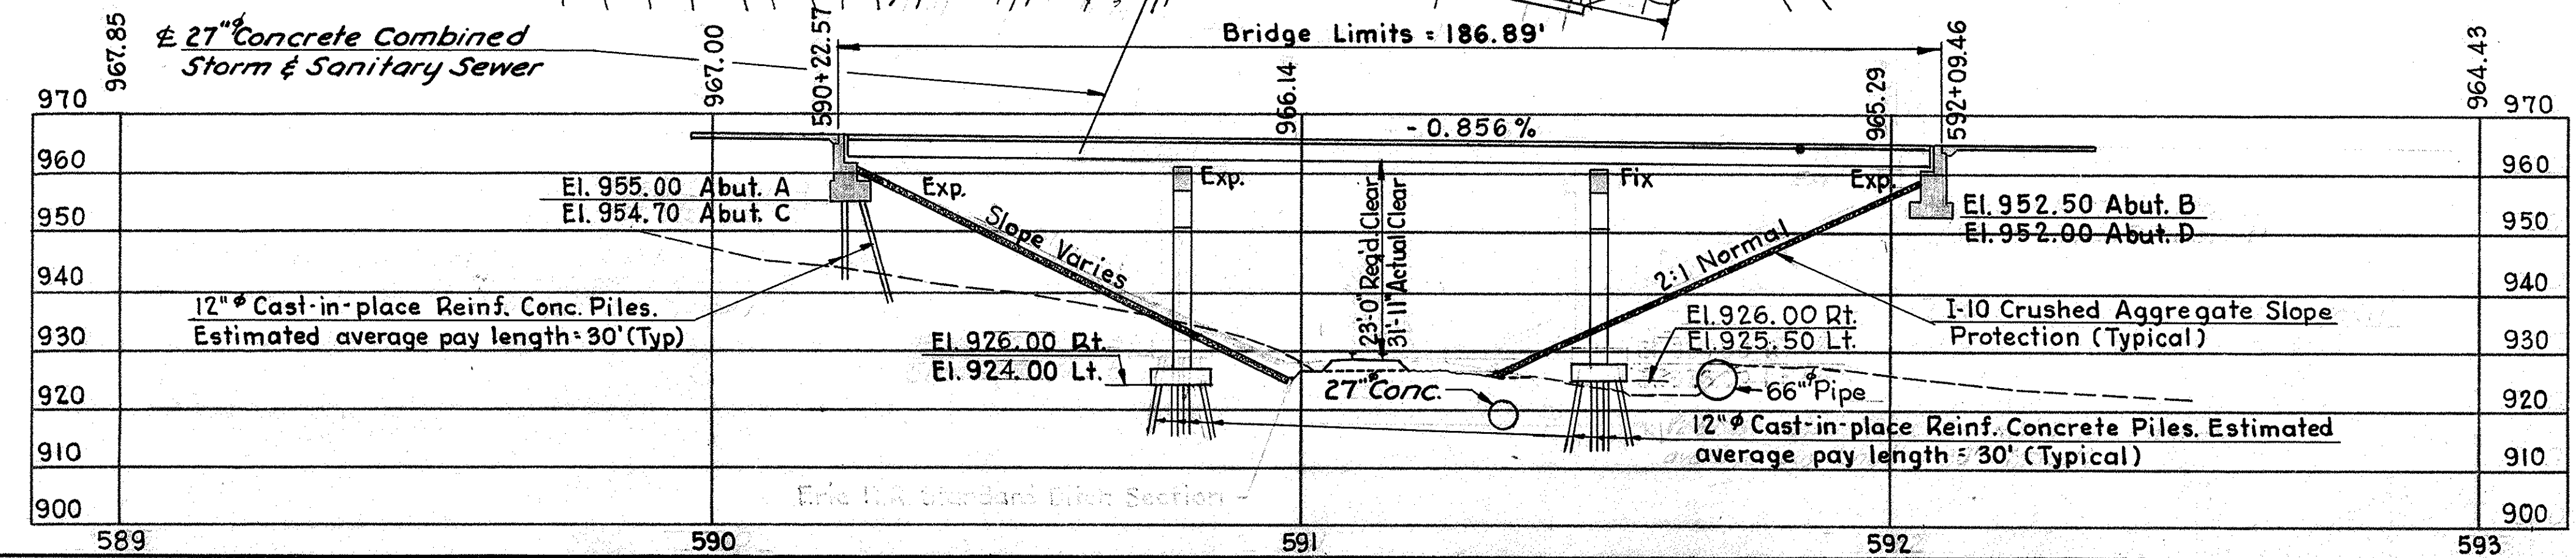 967.85
℄ 27"ϕ Concrete Combined
Storm & Sanitary Sewer
967.00
590+22.57
Bridge Limits = 186.89'
966.14
965.29
592+09.46
964.43
970
970
- 0.856 %
960
960
El. 955.00 Abut. A
El. 954.70 Abut. C
Exp.
Exp.
Fix
Exp.
El. 952.50 Abut. B
El. 952.00 Abut. D
950
950
Slope Varies
23'-0" Req'd. Clear
31'-11" Actual Clear
2:1 Normal
940
940
12"ϕ Cast-in-place Reinf. Conc. Piles.
Estimated average pay length = 30' (Typ)
I-10 Crushed Aggregate Slope
Protection (Typical)
930
930
El. 926.00 Rt.
El. 924.00 Lt.
El. 926.00 Rt.
El. 925.50 Lt.
27"ϕ Conc.
66"ϕ Pipe
920
920
12"ϕ Cast-in-place Reinf. Concrete Piles. Estimated
average pay length = 30' (Typical)
910
910
Erie R.R. Standard Ditch Section
900
900
589
590
591
592
593